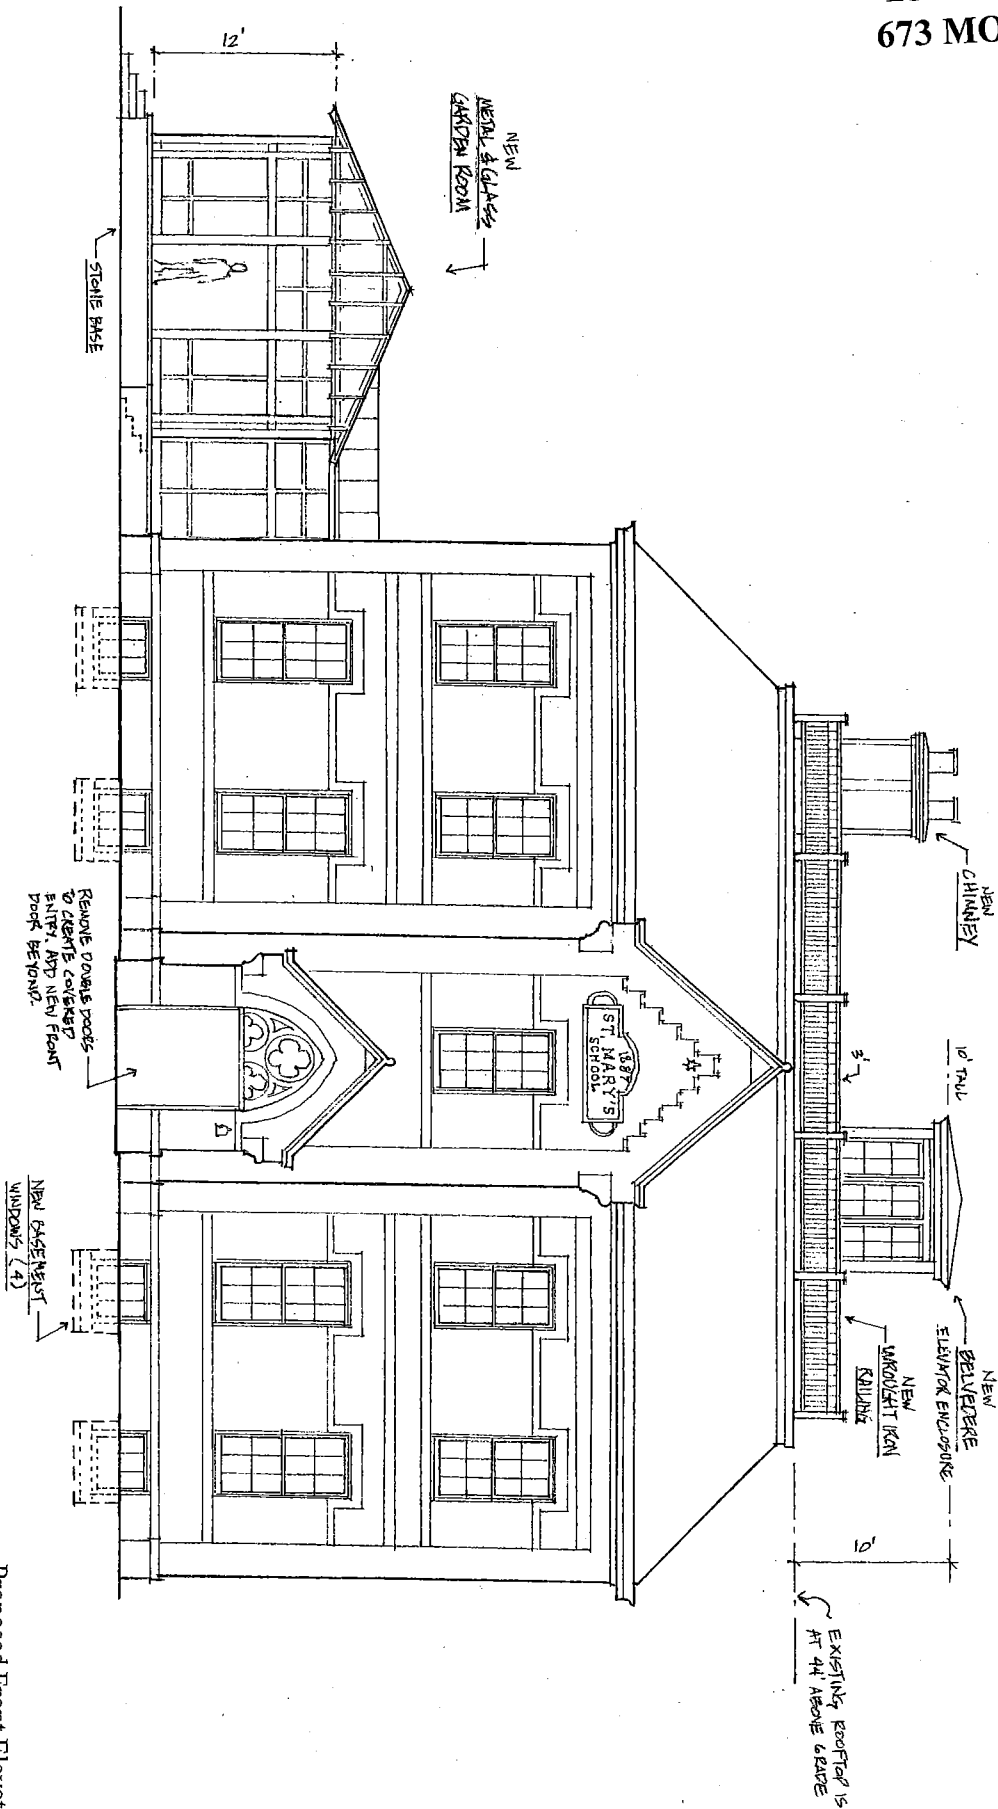 673 MO
12'
NEW
METAL & GLASS
GARDEN ROOM
STONE BASE
NEW
CHIMNEY
10' TALL
3'
NEW
BELVEDERE
ELEVATOR ENCLOSURE
NEW
WROUGHT IRON
RAILING
10'
EXISTING ROOFTOP IS
AT 44' ABOVE GRADE
1887
ST. MARY'S
SCHOOL
REMOVE DOUBLE DOORS
TO CREATE COVERED
ENTRY. ADD NEW FRONT
DOOR BEYOND.
NEW BASEMENT
WINDOWS (4)
Proposed Front Elevat